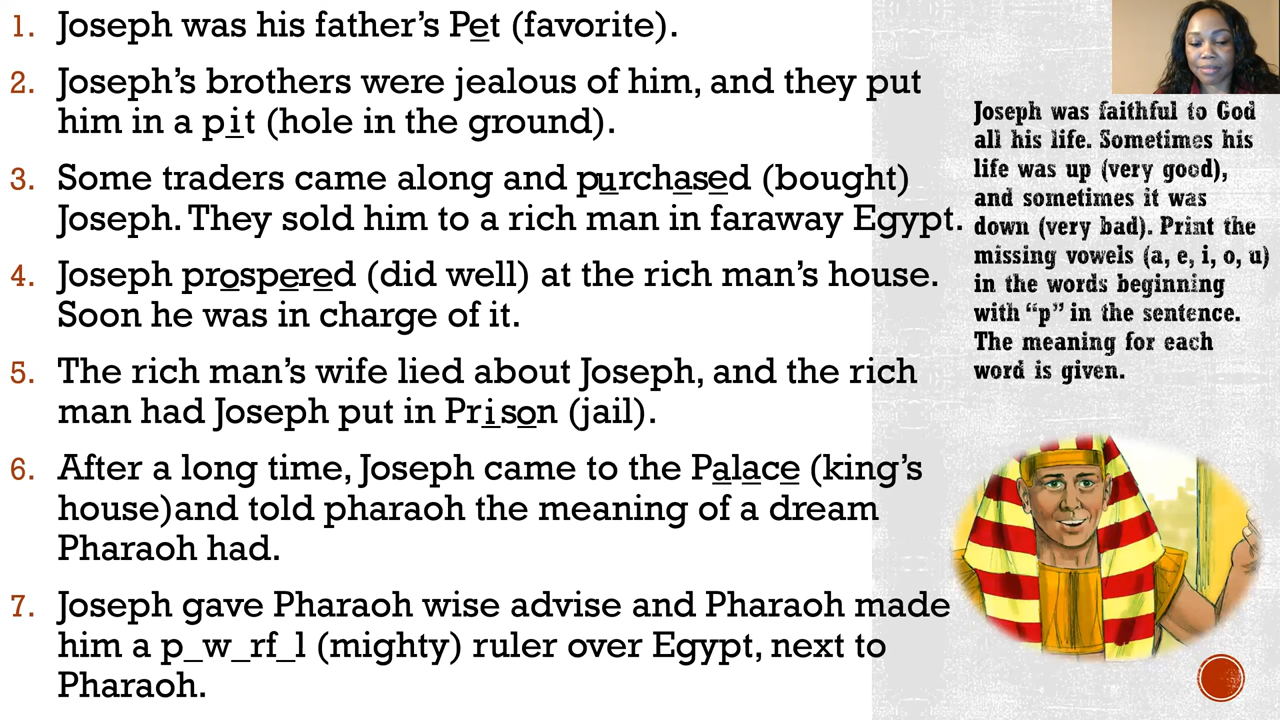 1. Joseph was his father's Pet (favorite).
2. Joseph's brothers were jealous of him, and they put
him in a pit (hole in the ground).
3. Some traders came along and purchased (bought)
Joseph. They sold him to a rich man in faraway Egypt.
4. Joseph prospered (did well) at the rich man's house.
Soon he was in charge of it.
5. The rich man's wife lied about Joseph, and the rich
man had Joseph put in Prison (jail).
6. After a long time, Joseph came to the Palace (king's
house)and told pharaoh the meaning of a dream
Pharaoh had.
7. Joseph gave Pharaoh wise advise and Pharaoh made
him a p_w_rf_l (mighty) ruler over Egypt, next to
Pharaoh.
Joseph was faithful to God
all his life. Sometimes his
life was up (very good),
and sometimes it was
down (very bad). Print the
missing vowels (a, e, i, o, u)
in the words beginning
with "p" in the sentence.
The meaning for each
word is given.